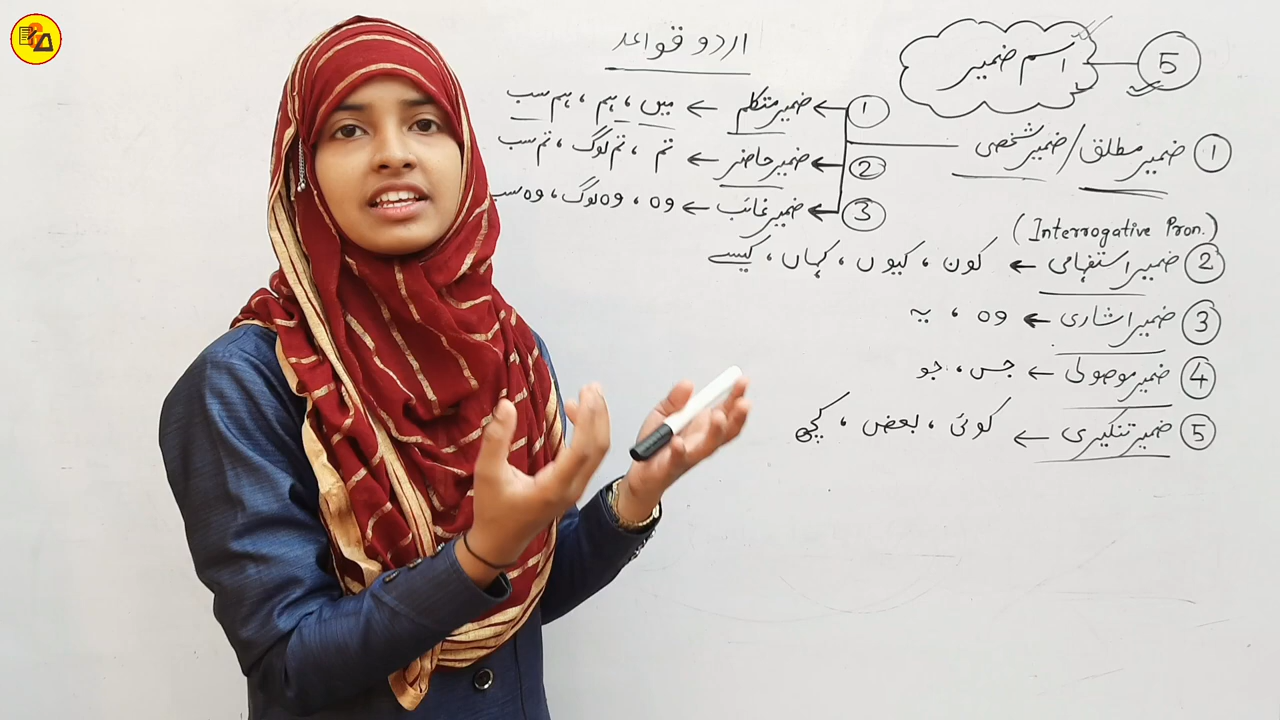 اردو قواعد
اسم ضمیر 5
1 ضمیر مطلق/ضمیر شخصی
1 ضمیر متکلم ← میں، ہم، ہم سب
2 ضمیر حاضر ← تم، تم لوگ، تم سب
3 ضمیر غائب ← وہ، وہ لوگ، وہ سب
(Interrogative Pron.)
2 ضمیر استفہامی ← کون، کیوں، کہاں، کیسے
3 ضمیر اشاری ← وہ، یہ
4 ضمیر موصولی ← جس، جو
5 ضمیر تنکیری ← کوئی، بعض، کچھ